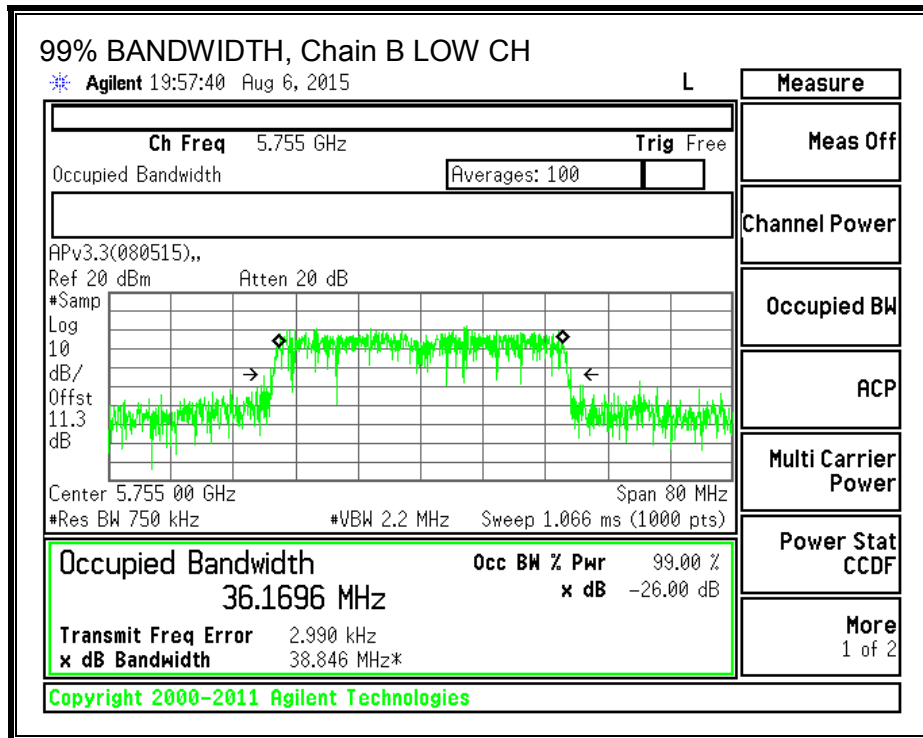 99% BANDWIDTH, Chain B LOW CH
Agilent 19:57:40 Aug 6, 2015 L
Measure
Ch Freq 5.755 GHz Trig Free
Occupied Bandwidth Averages: 100
APv3.3(080515),,
Ref 20 dBm Atten 20 dB
#Samp
Log
10
dB/
Offst
11.3
dB
Center 5.755 00 GHz Span 80 MHz
#Res BW 750 kHz #VBW 2.2 MHz Sweep 1.066 ms (1000 pts)
Occupied Bandwidth Occ BW % Pwr 99.00 %
36.1696 MHz x dB -26.00 dB
Transmit Freq Error 2.990 kHz
x dB Bandwidth 38.846 MHz*
Copyright 2000-2011 Agilent Technologies
Meas Off
Channel Power
Occupied BW
ACP
Multi Carrier
Power
Power Stat
CCDF
More
1 of 2